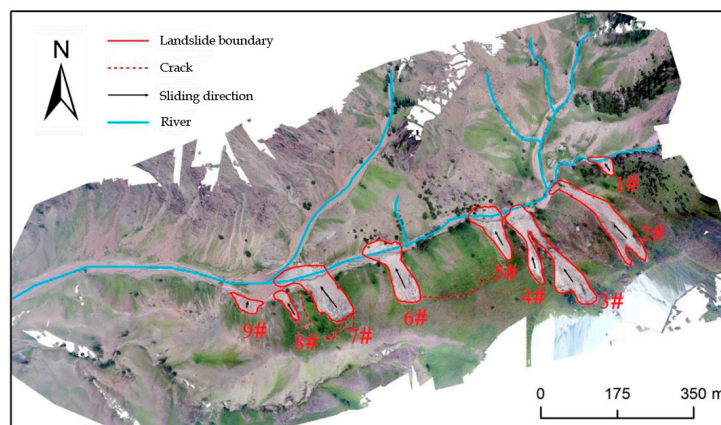 N
Landslide boundary
Crack
Sliding direction
River
1#
2#
3#
4#
5#
6#
7#
8#
9#
0 175 350 m